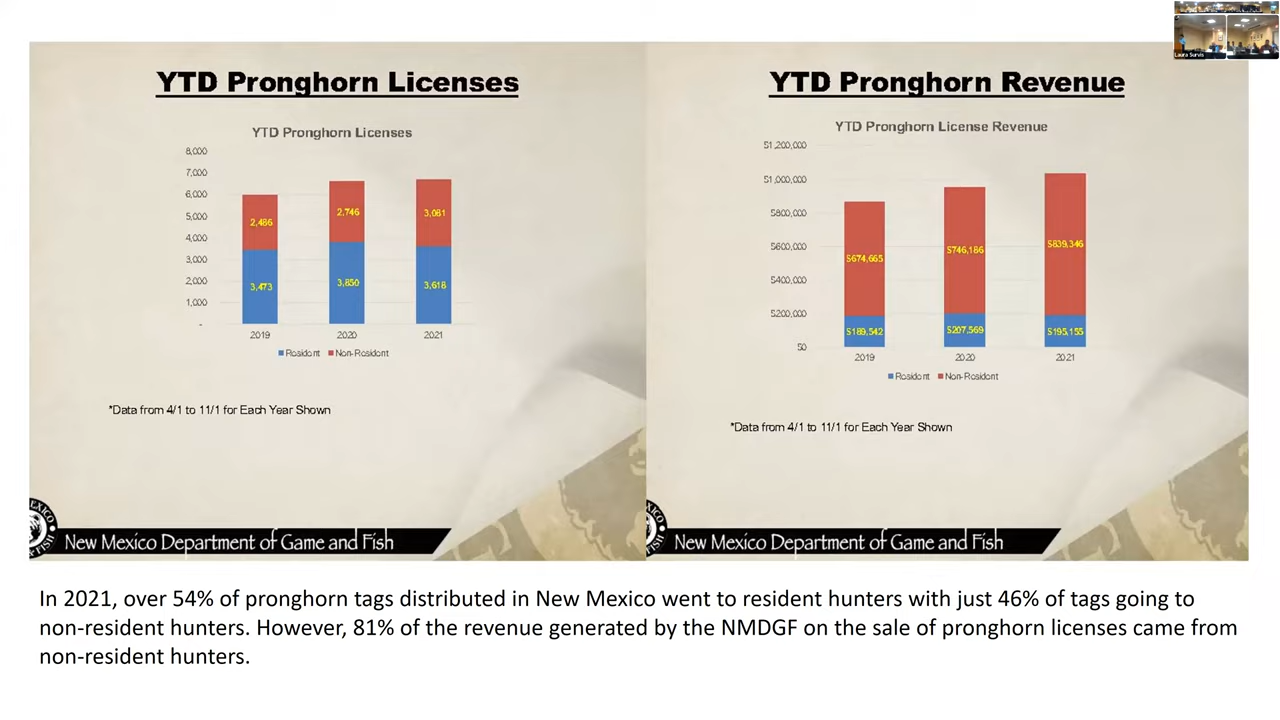 Laura Survis
YTD Pronghorn Licenses
YTD Pronghorn Licenses
8,000
7,000
6,000
5,000
4,000
3,000
2,000
1,000
-
2,486
2,746
3,081
3,473
3,850
3,618
2019
2020
2021
Resident
Non-Resident
*Data from 4/1 to 11/1 for Each Year Shown
New Mexico Department of Game and Fish
YTD Pronghorn Revenue
YTD Pronghorn License Revenue
$1,200,000
$1,000,000
$800,000
$600,000
$400,000
$200,000
$0
$674,665
$746,186
$839,346
$189,542
$207,569
$195,155
2019
2020
2021
Resident
Non-Resident
*Data from 4/1 to 11/1 for Each Year Shown
New Mexico Department of Game and Fish
In 2021, over 54% of pronghorn tags distributed in New Mexico went to resident hunters with just 46% of tags going to
non-resident hunters. However, 81% of the revenue generated by the NMDGF on the sale of pronghorn licenses came from
non-resident hunters.